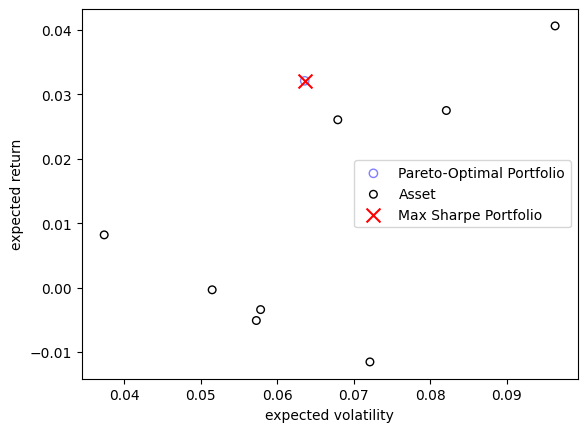 0.04
0.03
0.02
0.01
0.00
−0.01
expected return
Pareto-Optimal Portfolio
Asset
Max Sharpe Portfolio
0.04 0.05 0.06 0.07 0.08 0.09
expected volatility